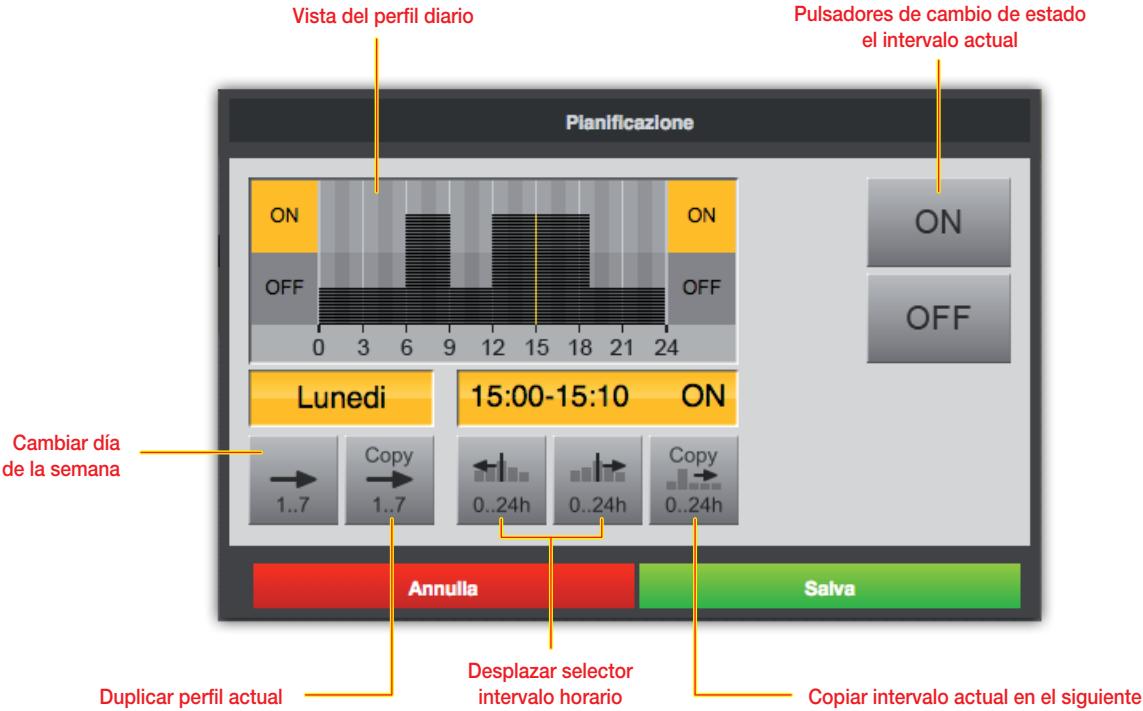 Vista del perfil diario
Pulsadores de cambio de estado
el intervalo actual
Pianificazione
ON
ON
ON
OFF
OFF
OFF
0 3 6 9 12 15 18 21 24
Lunedi
15:00-15:10 ON
Cambiar día
de la semana
1..7
Copy
1..7
0..24h
0..24h
Copy
0..24h
Annulla
Salva
Duplicar perfil actual
Desplazar selector
intervalo horario
Copiar intervalo actual en el siguiente